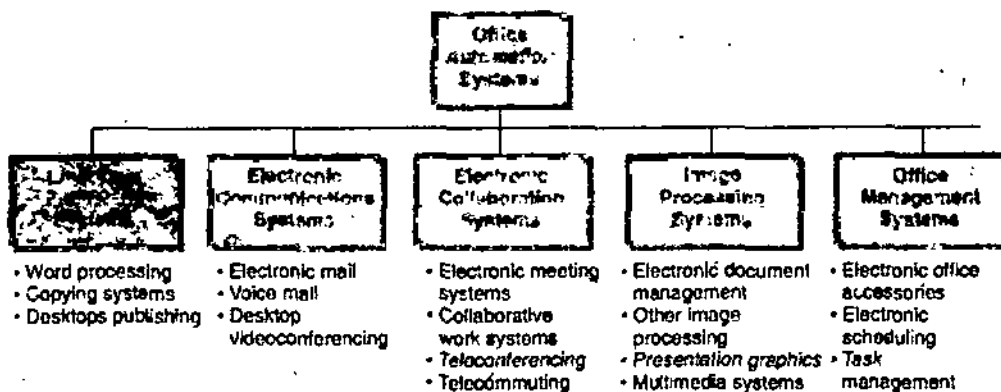 Office
Automation
Systems
Electronic
Communications
Systems
Electronic
Collaboration
Systems
Image
Processing
Systems
Office
Management
Systems
• Word processing
• Copying systems
• Desktops publishing
• Electronic mail
• Voice mail
• Desktop
videoconferencing
• Electronic meeting
systems
• Collaborative
work systems
• Teleconferencing
• Telecommuting
• Electronic document
management
• Other image
processing
• Presentation graphics
• Multimedia systems
• Electronic office
accessories
• Electronic
scheduling
• Task
management